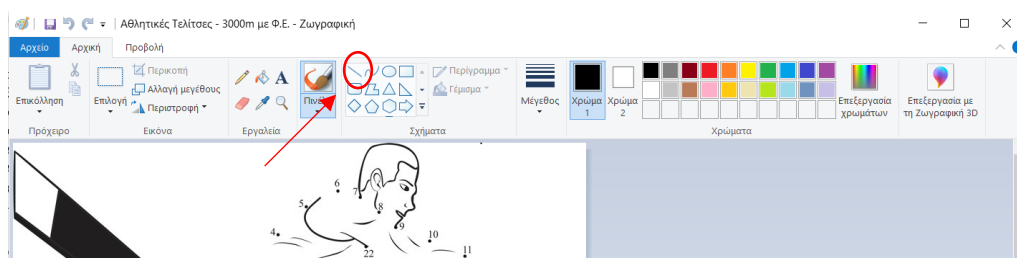 Αθλητικές Τελίτσες - 3000m με Φ.Ε. - Ζωγραφική
Αρχείο Αρχική Προβολή
Επικόλληση
Επιλογή
Περικοπή
Αλλαγή μεγέθους
Περιστροφή
A
Πινέλα
Περίγραμμα
Γέμισμα
Μέγεθος
Χρώμα 1
Χρώμα 2
Επεξεργασία χρωμάτων
Επεξεργασία με τη Ζωγραφική 3D
Πρόχειρο Εικόνα Εργαλεία Σχήματα Χρώματα
6
7
5
8
9
4
10
22
11